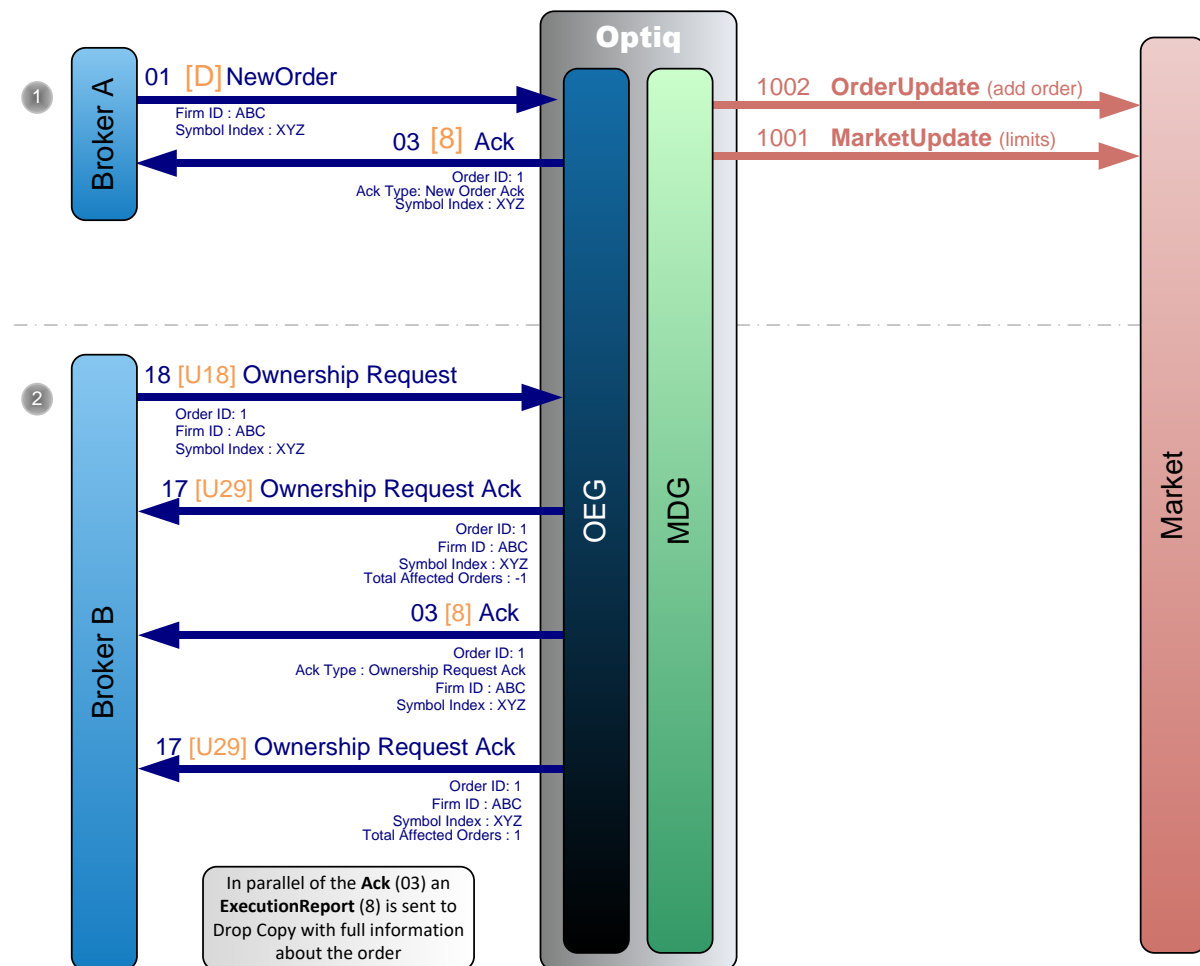 Optiq
1
Broker A
01 [D] NewOrder
Firm ID : ABC
Symbol Index : XYZ
03 [8] Ack
Order ID: 1
Ack Type: New Order Ack
Symbol Index : XYZ
1002 OrderUpdate (add order)
1001 MarketUpdate (limits)
OEG
MDG
Market
2
Broker B
18 [U18] Ownership Request
Order ID: 1
Firm ID : ABC
Symbol Index : XYZ
17 [U29] Ownership Request Ack
Order ID: 1
Firm ID : ABC
Symbol Index : XYZ
Total Affected Orders : -1
03 [8] Ack
Order ID: 1
Ack Type : Ownership Request Ack
Firm ID : ABC
Symbol Index : XYZ
17 [U29] Ownership Request Ack
Order ID: 1
Firm ID : ABC
Symbol Index : XYZ
Total Affected Orders : 1
In parallel of the Ack (03) an
ExecutionReport (8) is sent to
Drop Copy with full information
about the order